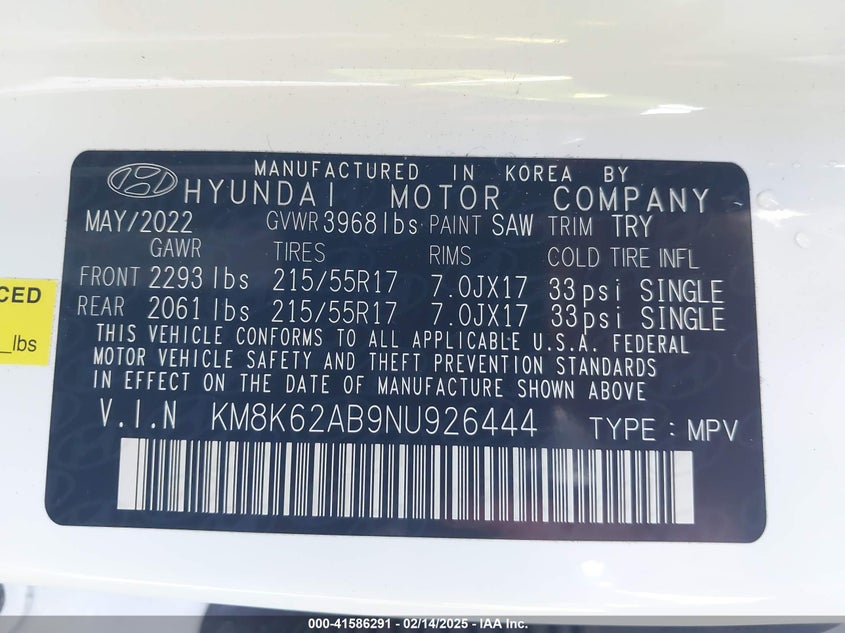 MANUFACTURED IN KOREA BY
HYUNDAI MOTOR COMPANY
MAY/2022 GVWR 3968 lbs PAINT SAW TRIM TRY
GAWR TIRES RIMS COLD TIRE INFL
FRONT 2293 lbs 215/55R17 7.0JX17 33psi SINGLE
REAR 2061 lbs 215/55R17 7.0JX17 33psi SINGLE
THIS VEHICLE CONFORMS TO ALL APPLICABLE U.S.A. FEDERAL
MOTOR VEHICLE SAFETY AND THEFT PREVENTION STANDARDS
IN EFFECT ON THE DATE OF MANUFACTURE SHOWN ABOVE
V.I.N KM8K62AB9NU926444 TYPE : MPV
CED
_lbs
000-41586291 - 02/14/2025 - IAA Inc.